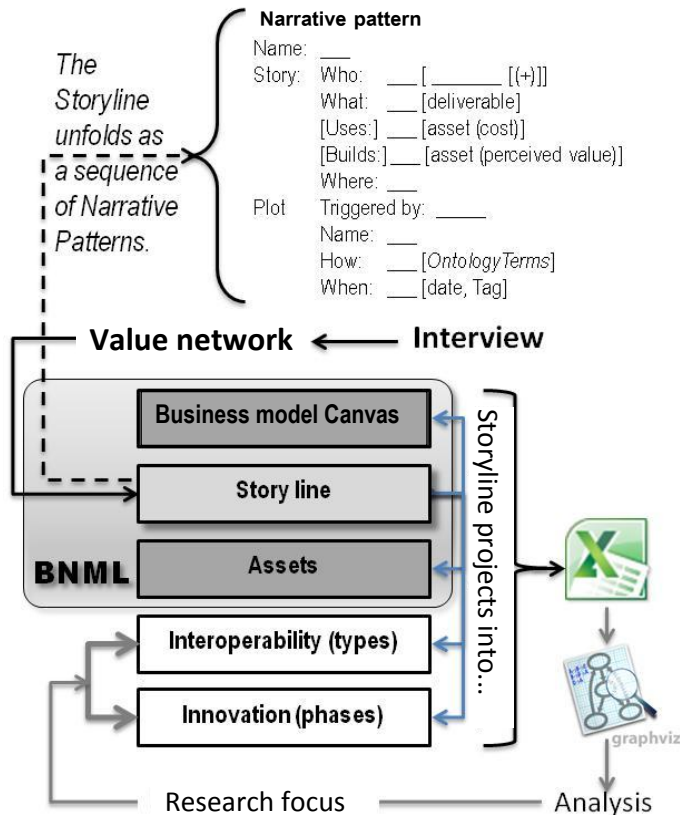 Narrative pattern
Name: ___
Story: Who: ___ [ _______ [(+)]]
What: ___ [deliverable]
[Uses:] ___ [asset (cost)]
[Builds:] ___ [asset (perceived value)]
Where: ___
Plot Triggered by: _____
Name: ___
How: ___ [OntologyTerms]
When: ___ [date, Tag]
The
Storyline
unfolds as
a sequence
of Narrative
Patterns.
Value network
Interview
Business model Canvas
Story line
Assets
BNML
Interoperability (types)
Innovation (phases)
Storyline projects into...
X
graphviz
Research focus
Analysis